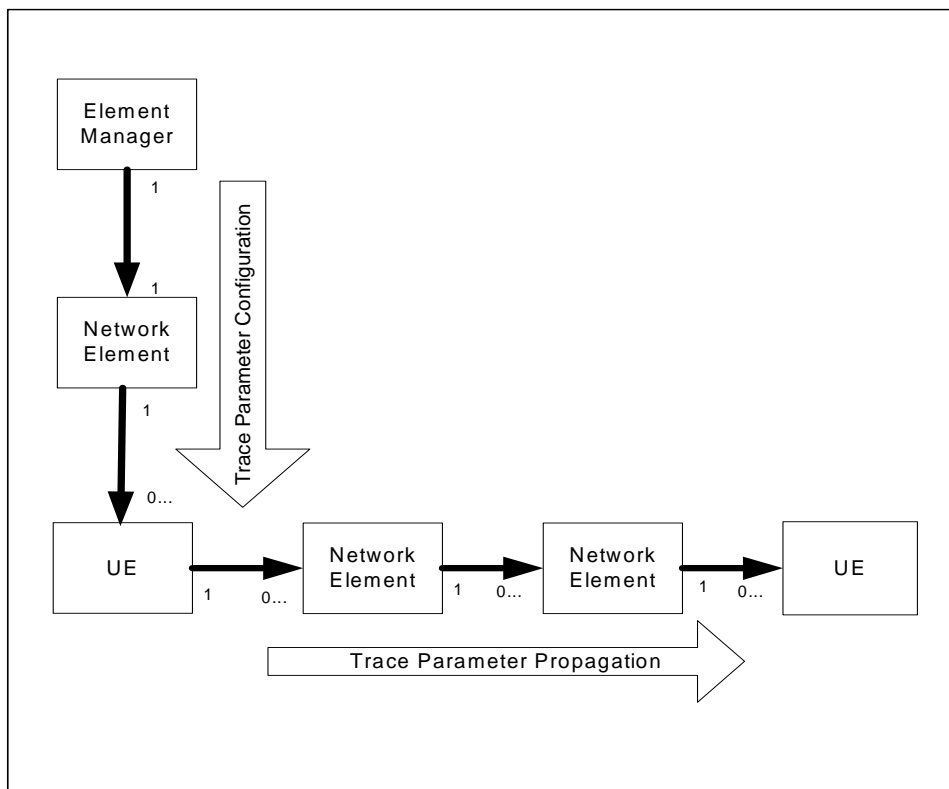 Element
Manager
1
1
Network
Element
Trace Parameter Configuration
1
0...
UE
Network
Element
Network
Element
UE
1
0...
1
0...
1
0...
Trace Parameter Propagation